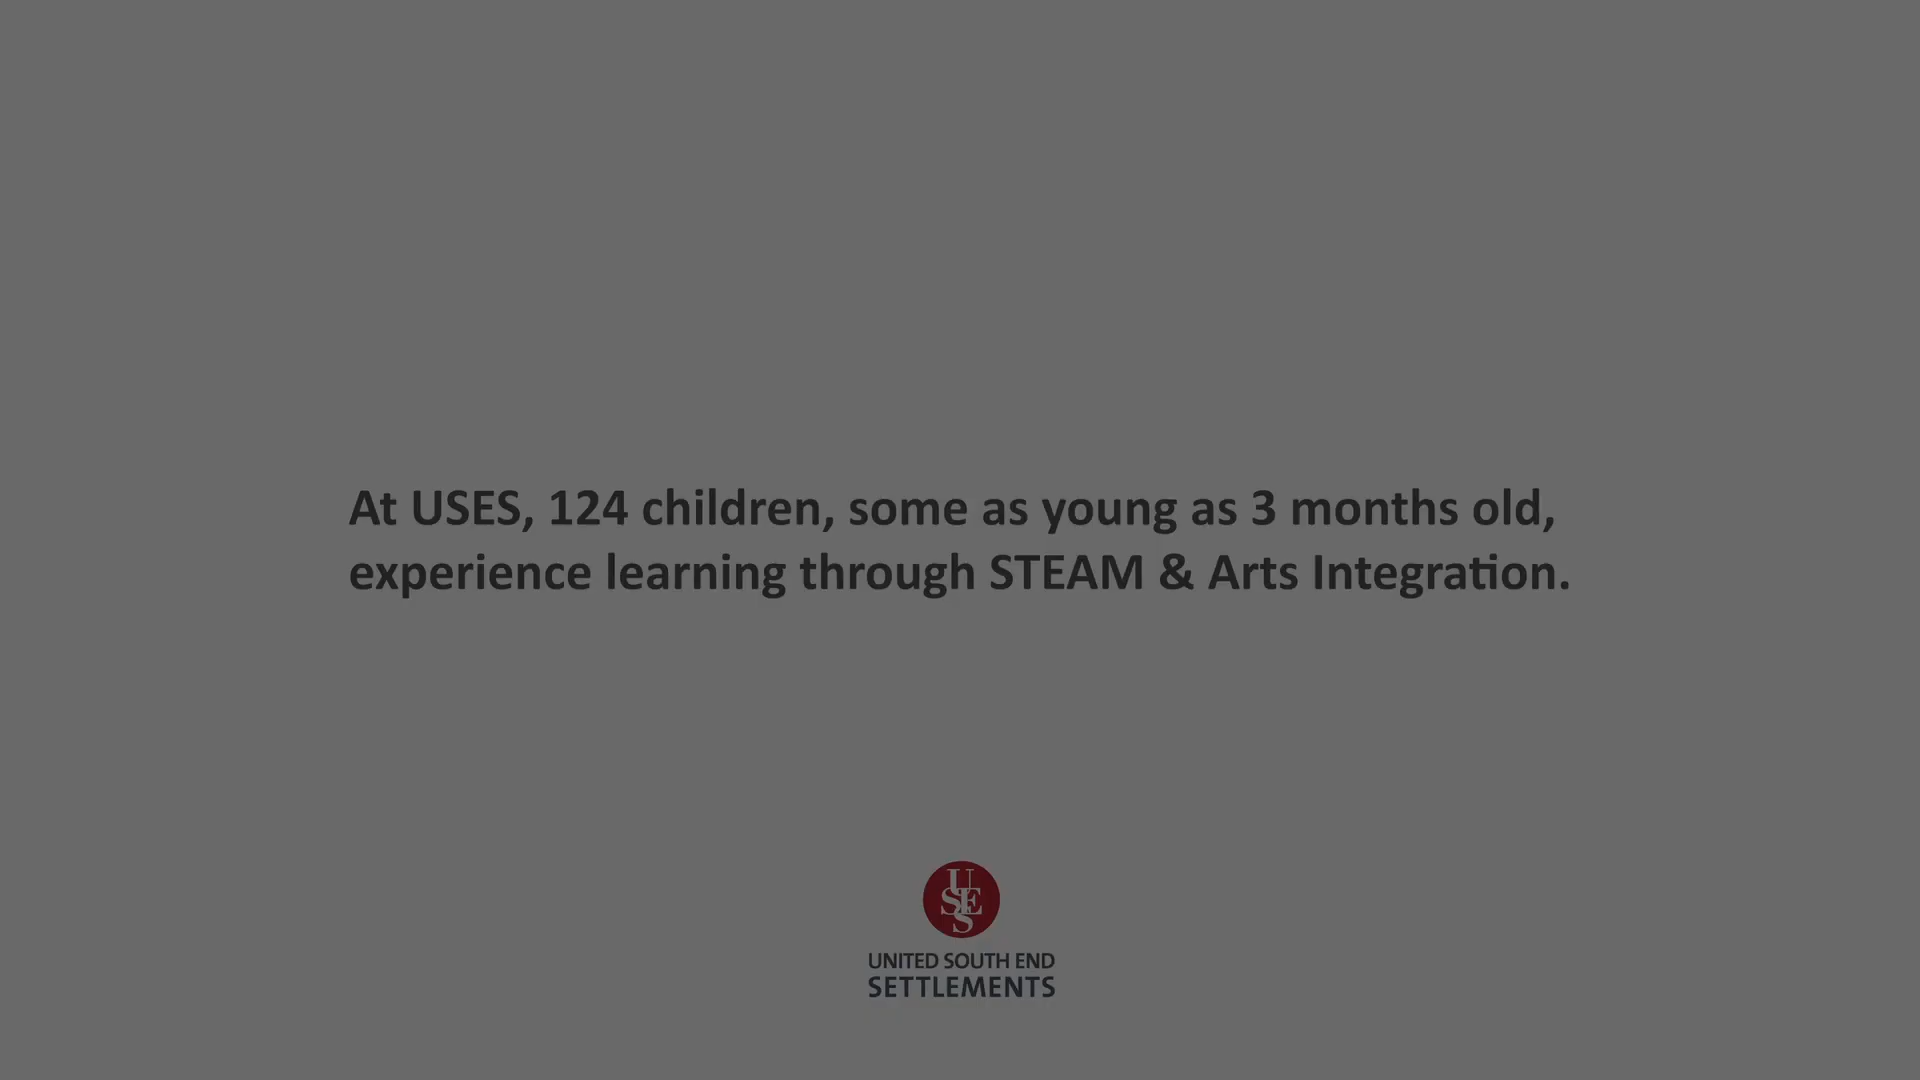 At USES, 124 children, some as young as 3 months old,
experience learning through STEAM & Arts Integration.
USES
UNITED SOUTH END
SETTLEMENTS